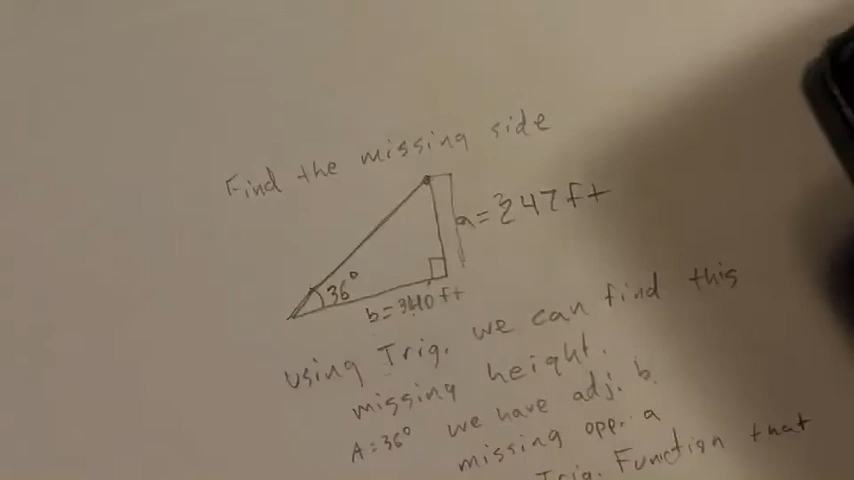 Find the missing side
a=247ft
36°
b=340ft
using Trig. we can find this
missing height.
A=36° we have adj. b.
missing opp. a
Trig. Function that